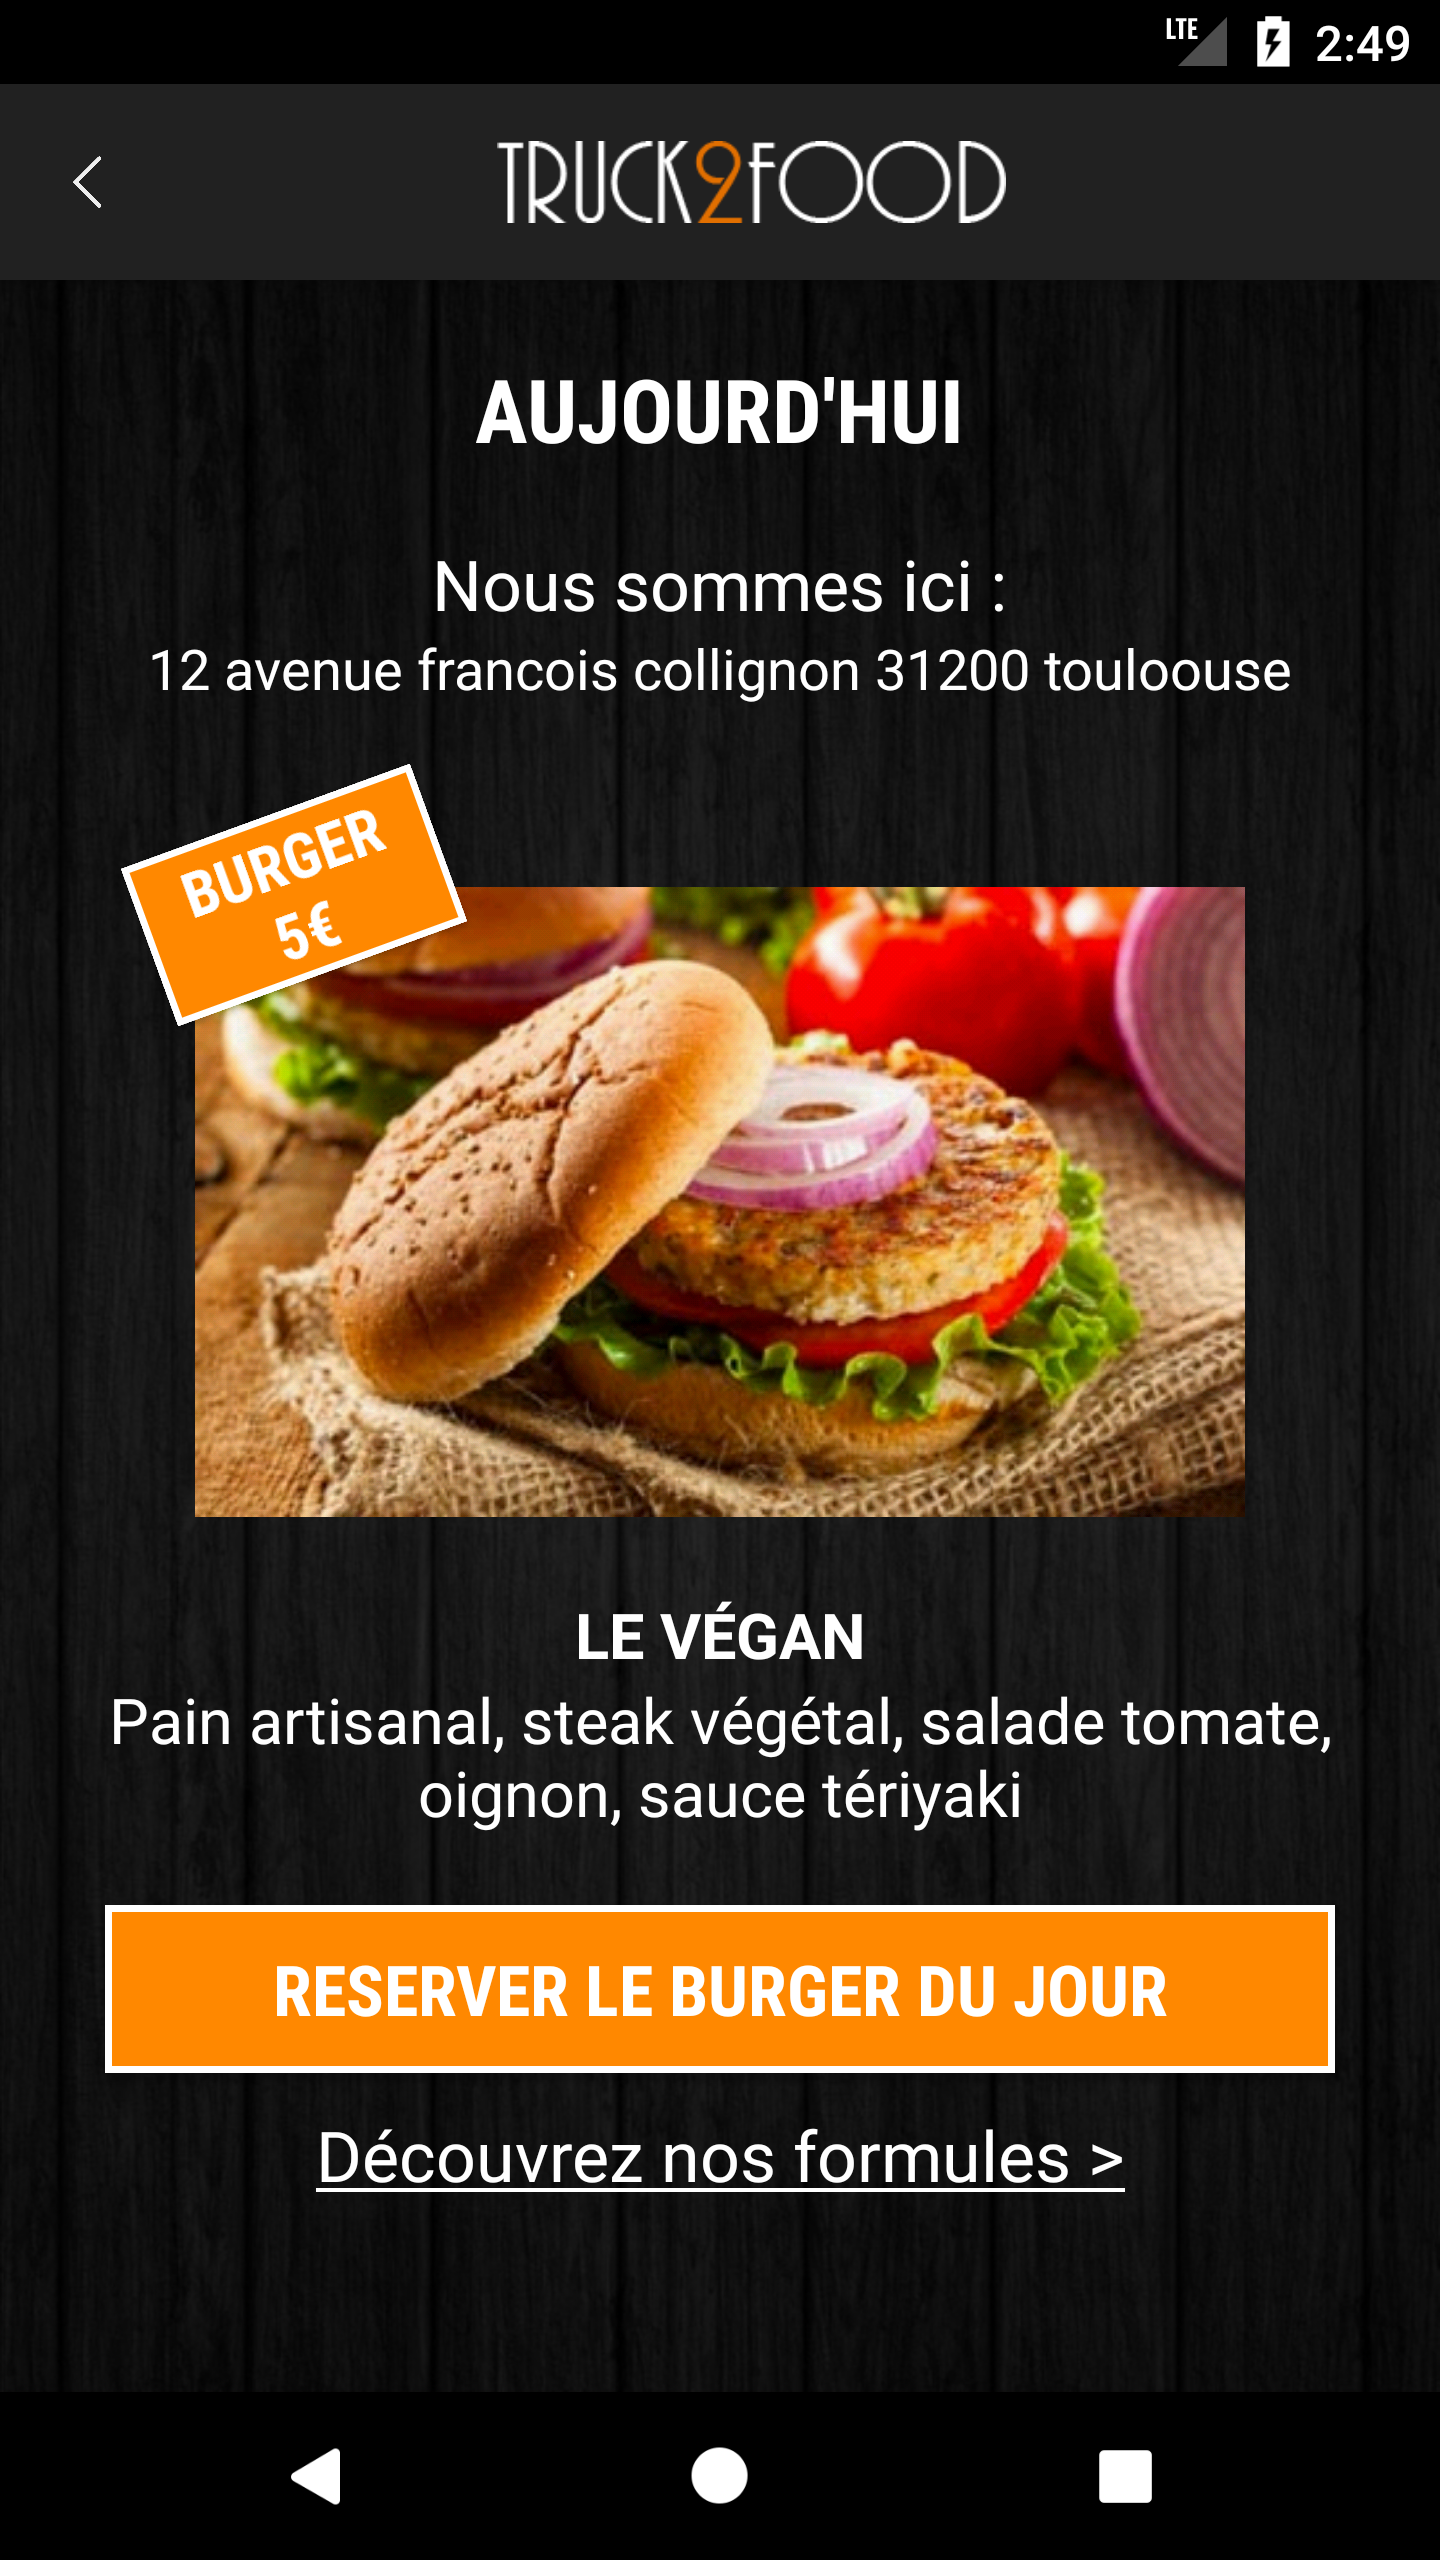 LTE 2:49
TRUCK2FOOD
AUJOURD'HUI
Nous sommes ici :
12 avenue francois collignon 31200 touloouse
BURGER
5€
LE VÉGAN
Pain artisanal, steak végétal, salade tomate,
oignon, sauce tériyaki
RESERVER LE BURGER DU JOUR
Découvrez nos formules >